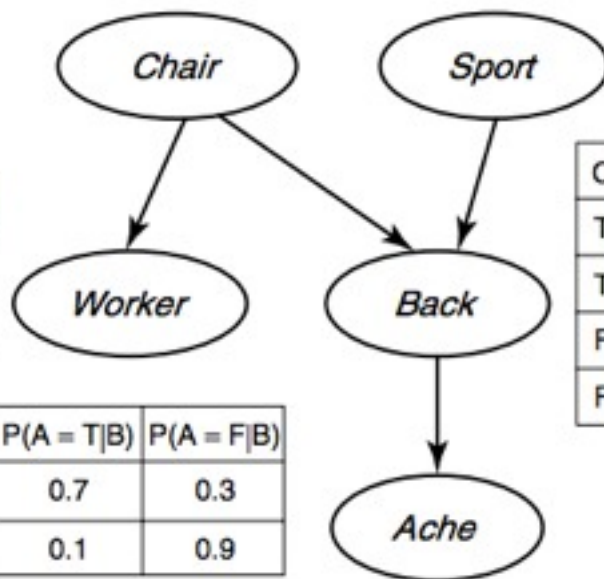 Chair
Sport
C
T
T
F
F
Worker
Back
P(A = T|B) P(A = F|B)
0.7 0.3
0.1 0.9
Ache